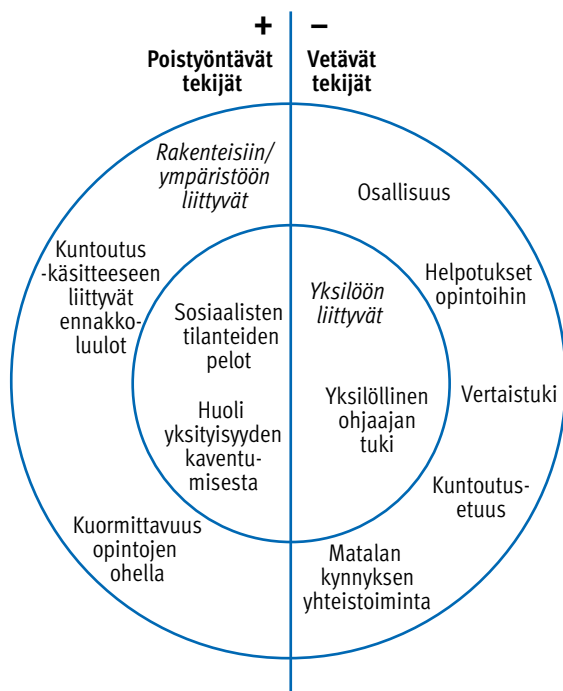 +
Poistyöntävät
tekijät
–
Vetävät
tekijät
Rakenteisiin/
ympäristöön
liittyvät
Kuntoutus
-käsitteeseen
liittyvät
ennakko-
luulot
Sosiaalisten
tilanteiden
pelot
Huoli
yksityisyyden
kaventu-
misesta
Kuormittavuus
opintojen
ohella
Osallisuus
Helpotukset
opintoihin
Yksilöön
liittyvät
Yksilöllinen
ohjaajan
tuki
Vertaistuki
Kuntoutus-
etuus
Matalan
kynnyksen
yhteistoiminta